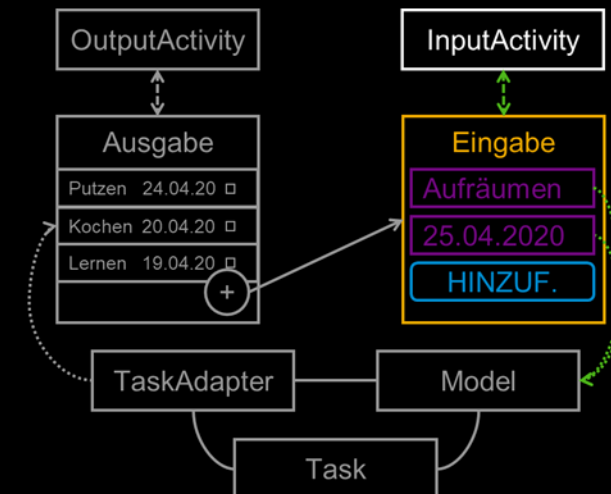 OutputActivity
InputActivity
Ausgabe
Putzen 24.04.20
Kochen 20.04.20
Lernen 19.04.20
+
Eingabe
Aufräumen
25.04.2020
HINZUF.
TaskAdapter
Model
Task